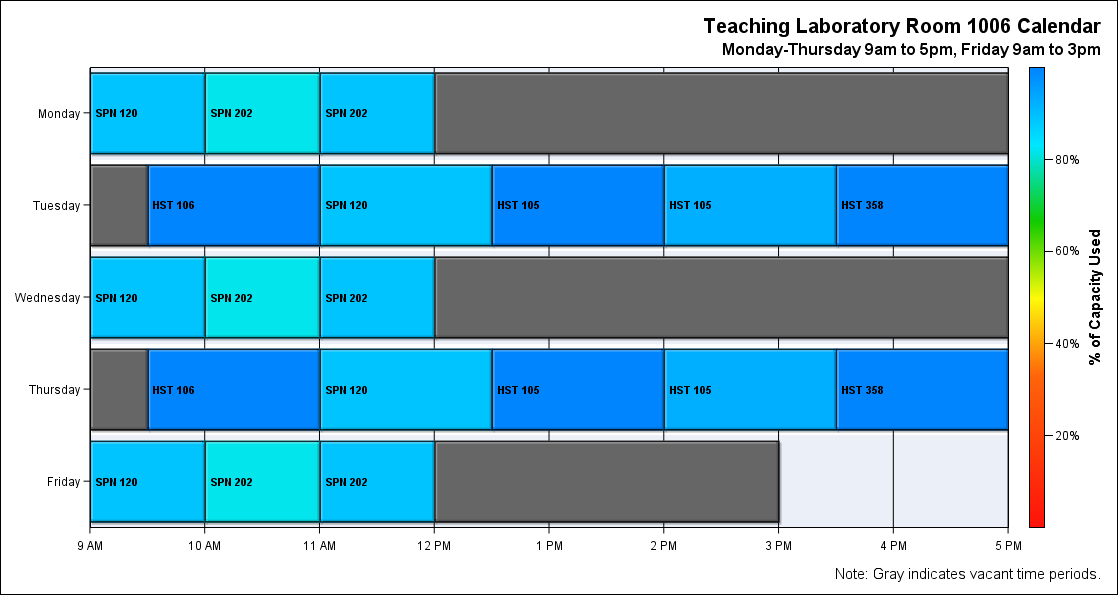 Teaching Laboratory Room 1006 Calendar
Monday-Thursday 9am to 5pm, Friday 9am to 3pm
Monday
SPN 120
SPN 202
SPN 202
Tuesday
HST 106
SPN 120
HST 105
HST 105
HST 358
Wednesday
SPN 120
SPN 202
SPN 202
Thursday
HST 106
SPN 120
HST 105
HST 105
HST 358
Friday
SPN 120
SPN 202
SPN 202
9 AM
10 AM
11 AM
12 PM
1 PM
2 PM
3 PM
4 PM
5 PM
80%
60%
40%
20%
% of Capacity Used
Note: Gray indicates vacant time periods.